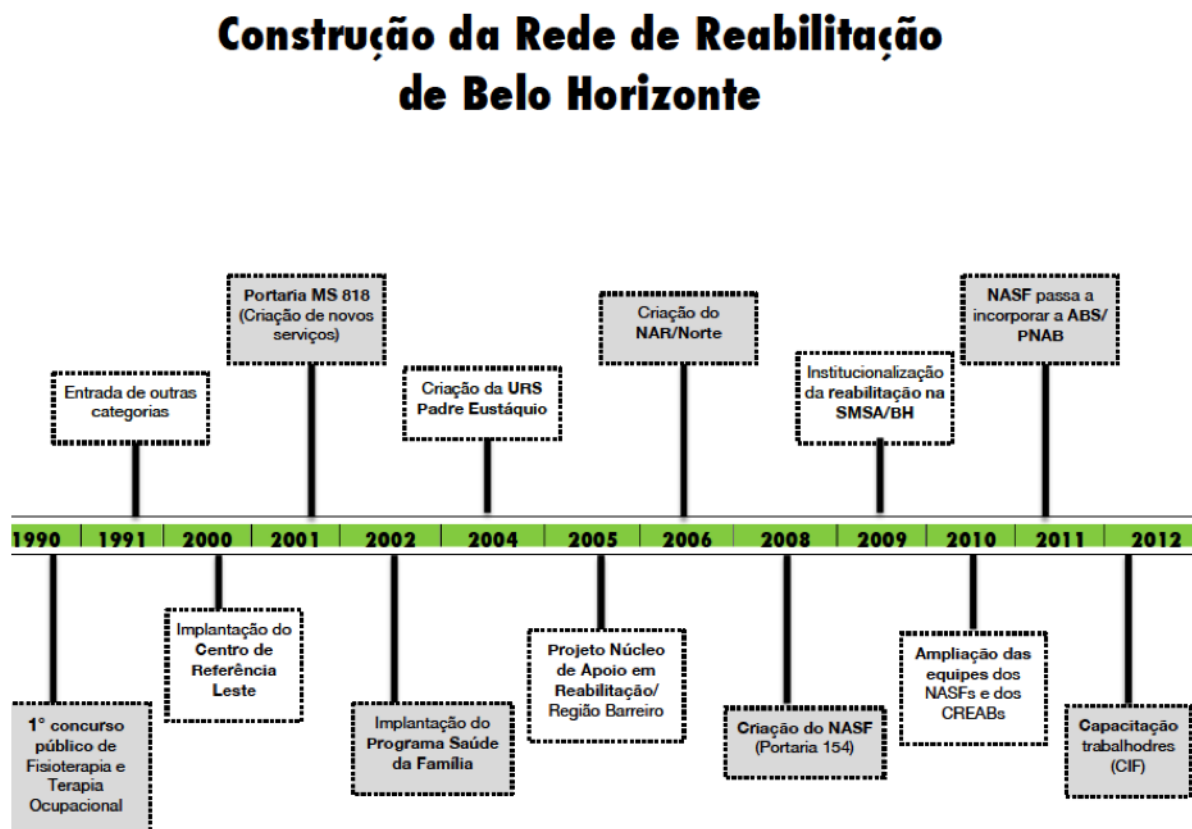 Construção da Rede de Reabilitação
de Belo Horizonte
Portaria MS 818
(Criação de novos
serviços)
Criação do
NAR/Norte
NASF passa a
incorporar a ABS/
PNAB
Entrada de outras
categorias
Criação da URS
Padre Eustáquio
Institucionalização
da reabilitação na
SMSA/BH
1990
1991
2000
2001
2002
2004
2005
2006
2008
2009
2010
2011
2012
Implantação do
Centro de
Referência
Leste
Projeto Núcleo
de Apoio em
Reabilitação/
Região Barreiro
Ampliação das
equipes dos
NASFs e dos
CREABs
1° concurso
público de
Fisioterapia e
Terapia
Ocupacional
Implantação do
Programa Saúde
da Família
Criação do NASF
(Portaria 154)
Capacitação
trabalhodres
(CIF)